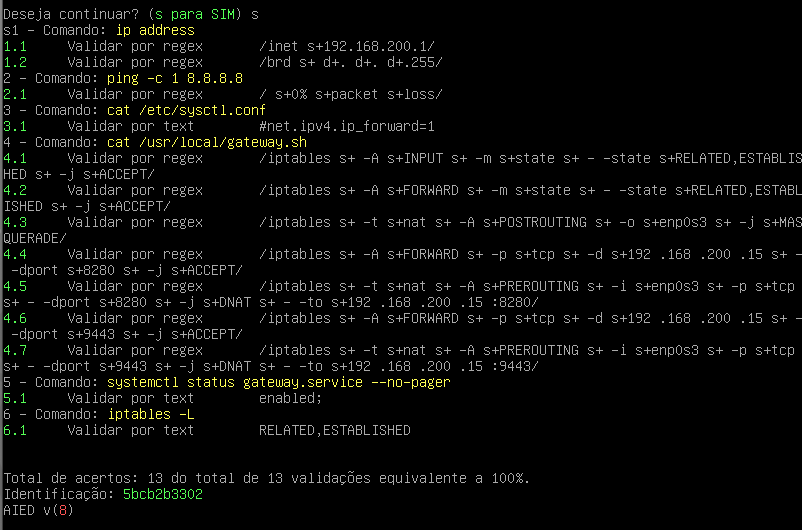 Deseja continuar? (s para SIM) s
s1 - Comando: ip address
1.1 Validar por regex /inet s+192.168.200.1/
1.2 Validar por regex /brd s+ d+. d+. d+.255/
2 - Comando: ping -c 1 8.8.8.8
2.1 Validar por regex / s+0% s+packet s+loss/
3 - Comando: cat /etc/sysctl.conf
3.1 Validar por text #net.ipv4.ip_forward=1
4 - Comando: cat /usr/local/gateway.sh
4.1 Validar por regex /iptables s+ -A s+INPUT s+ -m s+state s+ - -state s+RELATED,ESTABLIS
HED s+ -j s+ACCEPT/
4.2 Validar por regex /iptables s+ -A s+FORWARD s+ -m s+state s+ - -state s+RELATED,ESTABL
ISHED s+ -j s+ACCEPT/
4.3 Validar por regex /iptables s+ -t s+nat s+ -A s+POSTROUTING s+ -o s+enp0s3 s+ -j s+MAS
QUERADE/
4.4 Validar por regex /iptables s+ -A s+FORWARD s+ -p s+tcp s+ -d s+192 .168 .200 .15 s+ -
-dport s+8280 s+ -j s+ACCEPT/
4.5 Validar por regex /iptables s+ -t s+nat s+ -A s+PREROUTING s+ -i s+enp0s3 s+ -p s+tcp
s+ - -dport s+8280 s+ -j s+DNAT s+ - -to s+192 .168 .200 .15 :8280/
4.6 Validar por regex /iptables s+ -A s+FORWARD s+ -p s+tcp s+ -d s+192 .168 .200 .15 s+ -
-dport s+9443 s+ -j s+ACCEPT/
4.7 Validar por regex /iptables s+ -t s+nat s+ -A s+PREROUTING s+ -i s+enp0s3 s+ -p s+tcp
s+ - -dport s+9443 s+ -j s+DNAT s+ - -to s+192 .168 .200 .15 :9443/
5 - Comando: systemctl status gateway.service --no-pager
5.1 Validar por text enabled;
6 - Comando: iptables -L
6.1 Validar por text RELATED,ESTABLISHED
Total de acertos: 13 do total de 13 validações equivalente a 100%.
Identificação: 5bcb2b3302
AIED v(8)